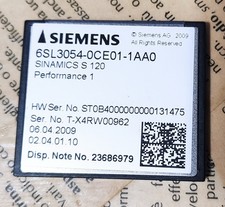 SIEMENS
© Siemens AG 2009
All Rights Reserved
6SL3054-0CE01-1AA0
SINAMICS S 120
Performance 1
HW Ser. No. ST0B4000000000131475
Ser. No. T-X4RW00962
06.04.2009
02.04.01.10
Disp. Note No. 23686979